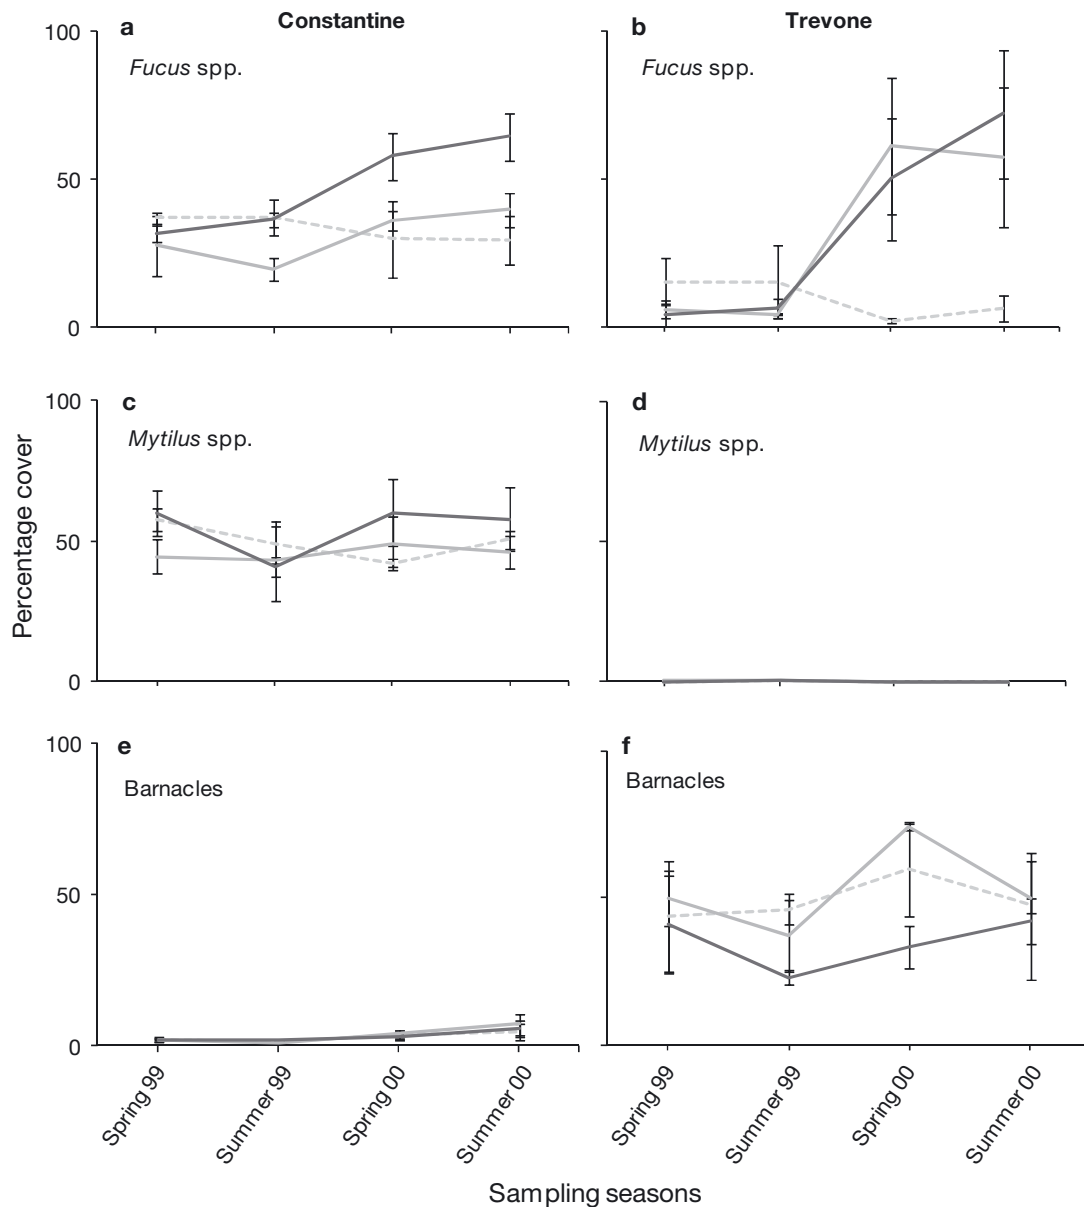 Constantine
Trevone
a
Fucus spp.
100
50
0
b
Fucus spp.
c
Mytilus spp.
100
50
0
d
Mytilus spp.
Percentage cover
e
Barnacles
100
50
0
f
Barnacles
Spring 99
Summer 99
Spring 00
Summer 00
Spring 99
Summer 99
Spring 00
Summer 00
Sampling seasons